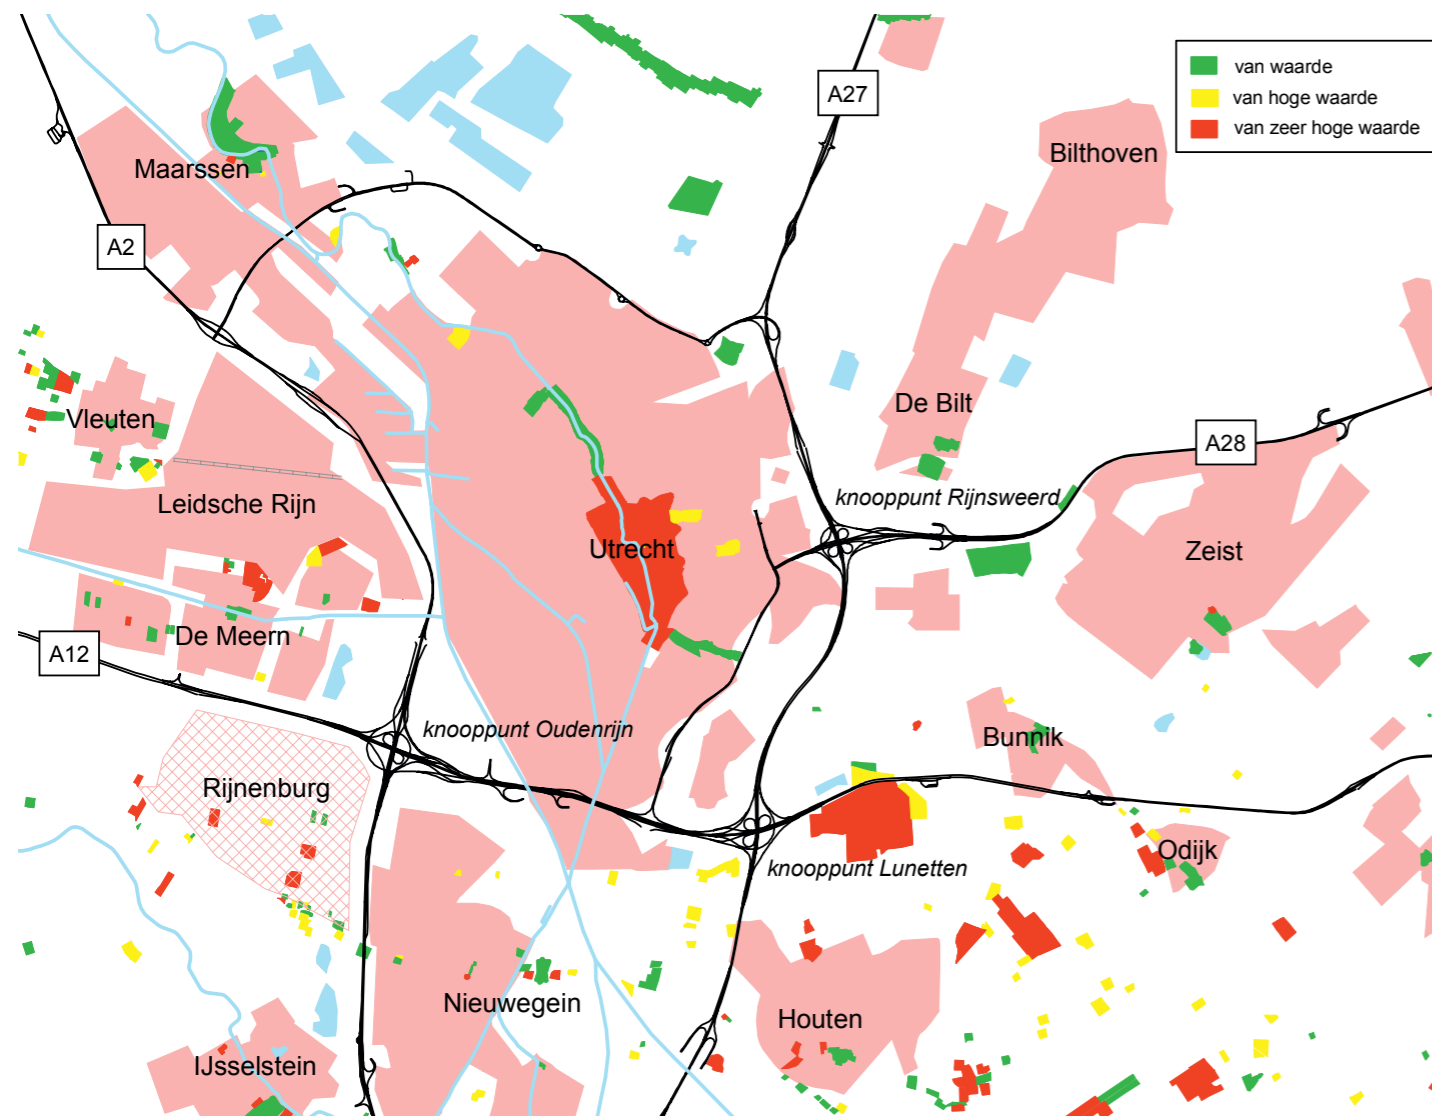 van waarde
van hoge waarde
van zeer hoge waarde
A27
Bilthoven
Maarssen
A2
De Bilt
Vleuten
A28
knooppunt Rijnsweerd
Leidsche Rijn
Utrecht
Zeist
De Meern
A12
knooppunt Oudenrijn
Bunnik
Rijnenburg
Odijk
knooppunt Lunetten
Nieuwegein
Houten
IJsselstein